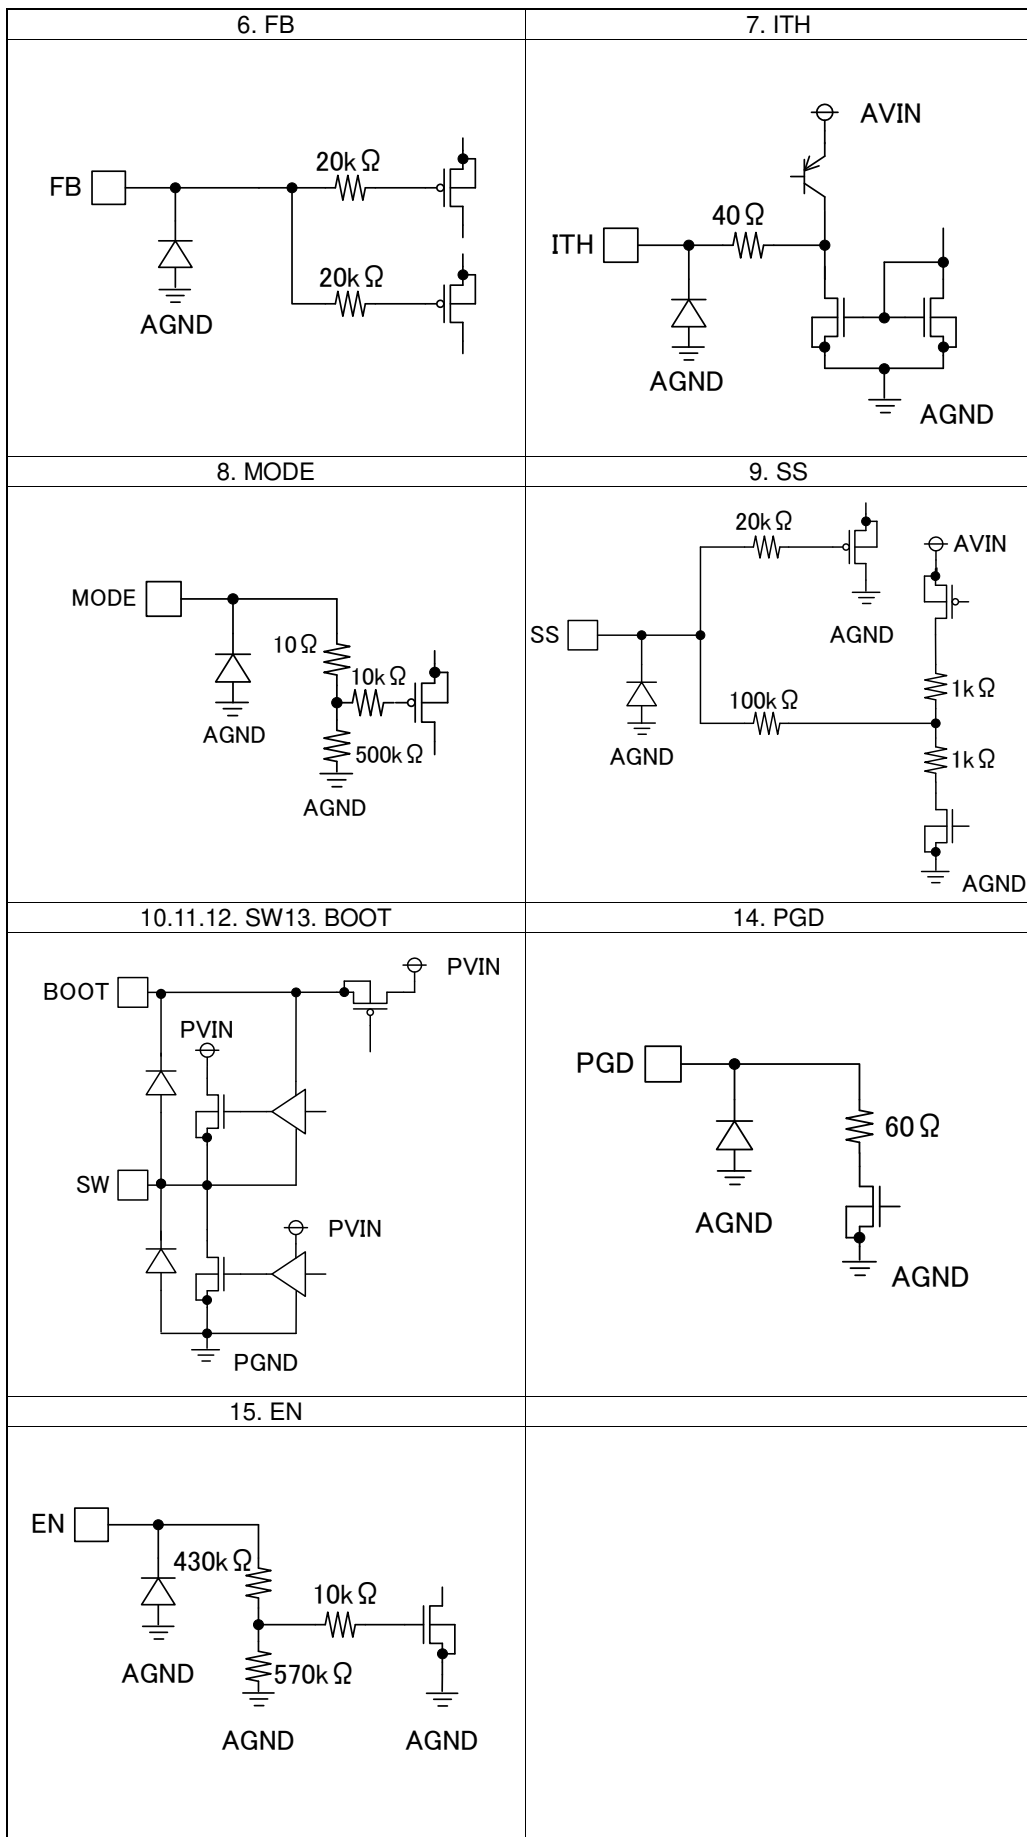 6. FB
7. ITH
FB
20kΩ
20kΩ
AGND
AVIN
ITH
40Ω
AGND
AGND
8. MODE
9. SS
MODE
10Ω
10kΩ
500kΩ
AGND
AGND
SS
20kΩ
AVIN
AGND
1kΩ
100kΩ
1kΩ
AGND
AGND
10.11.12. SW13. BOOT
14. PGD
BOOT
PVIN
PVIN
SW
PVIN
PGND
PGD
60Ω
AGND
AGND
15. EN
EN
430kΩ
10kΩ
570kΩ
AGND
AGND
AGND